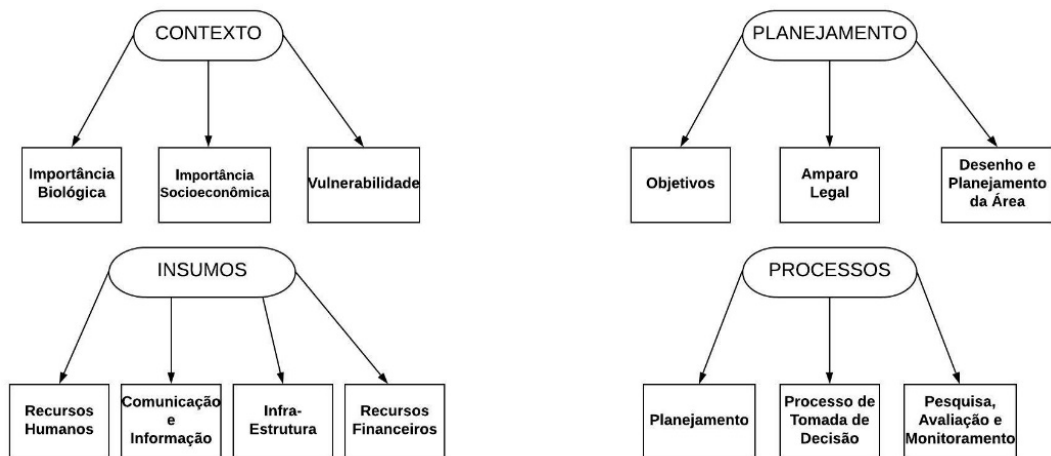 CONTEXTO
Importância
Biológica
Importância
Socioeconômica
Vulnerabilidade
PLANEJAMENTO
Objetivos
Amparo
Legal
Desenho e
Planejamento
da Área
INSUMOS
Recursos
Humanos
Comunicação
e
Informação
Infra-
Estrutura
Recursos
Financeiros
PROCESSOS
Planejamento
Processo de
Tomada de
Decisão
Pesquisa,
Avaliação e
Monitoramento